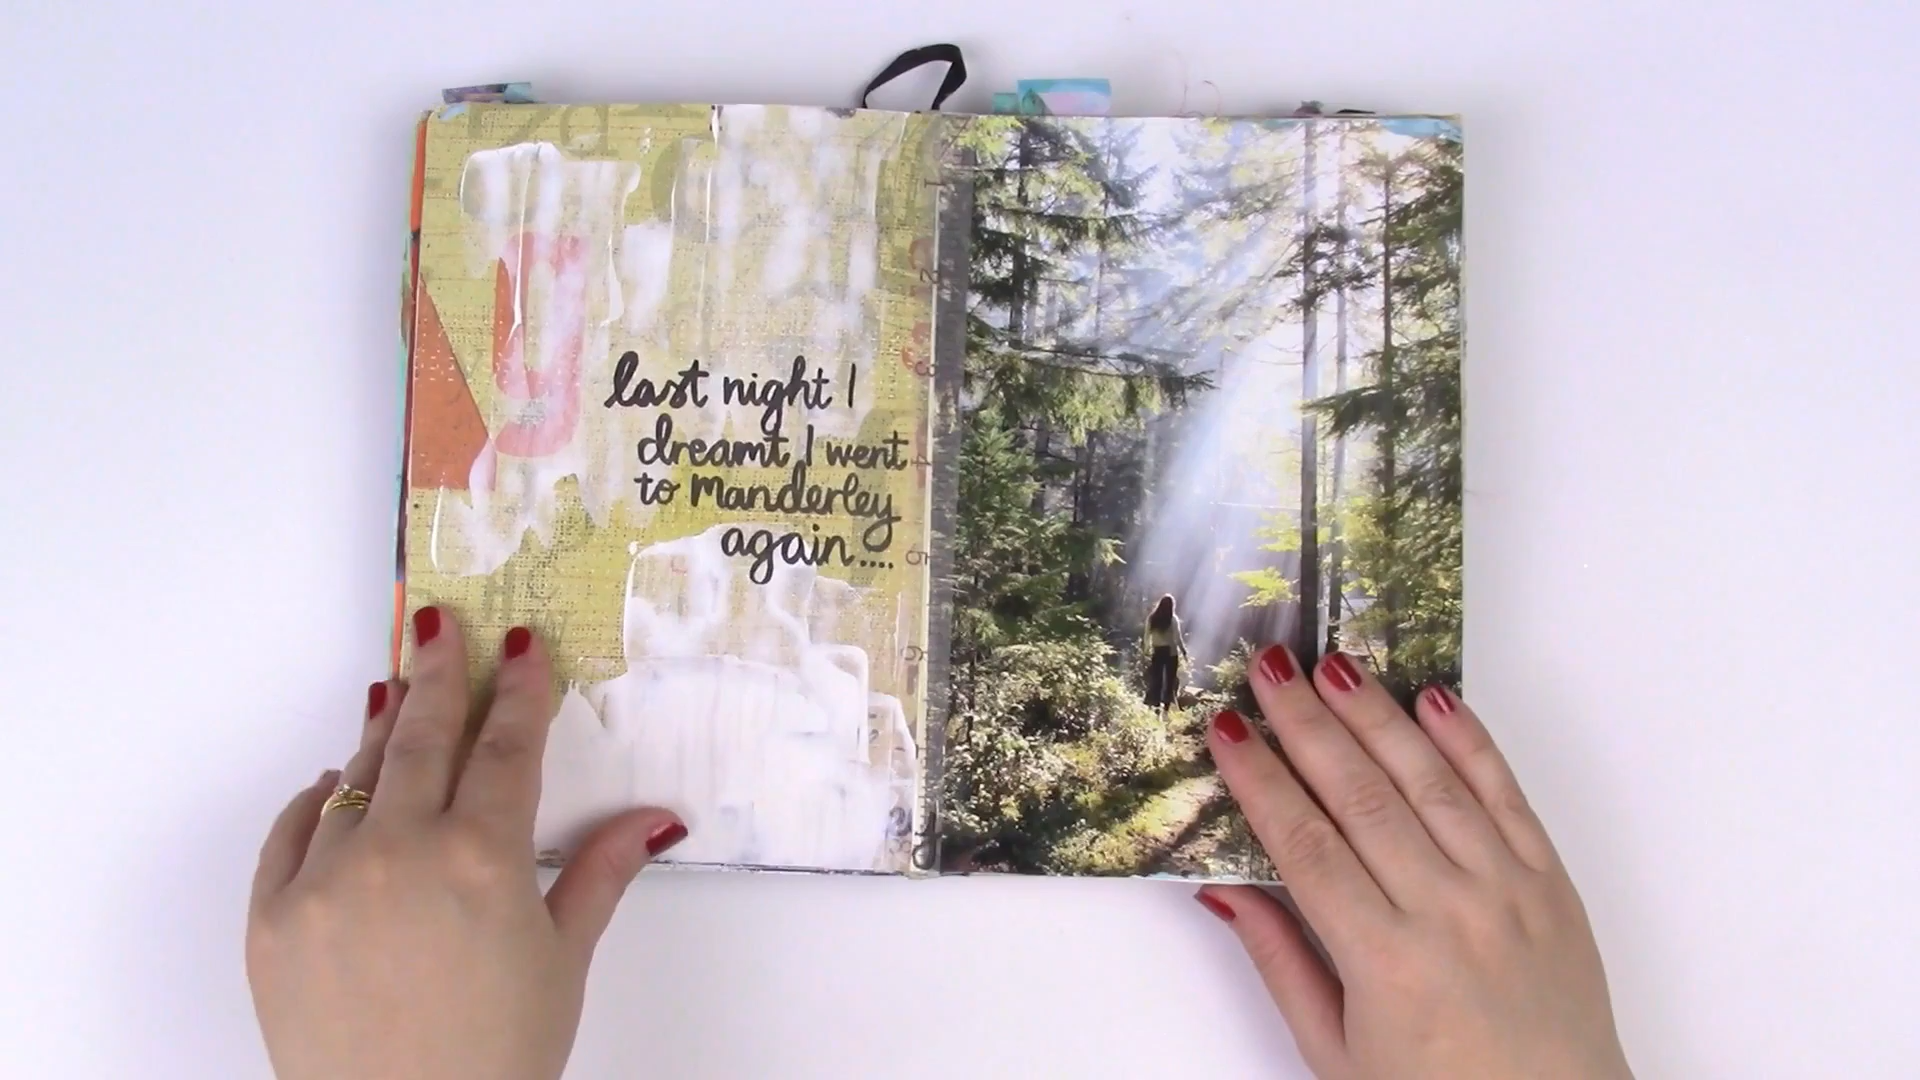 last night I
dreamt I went
to Manderley
again....